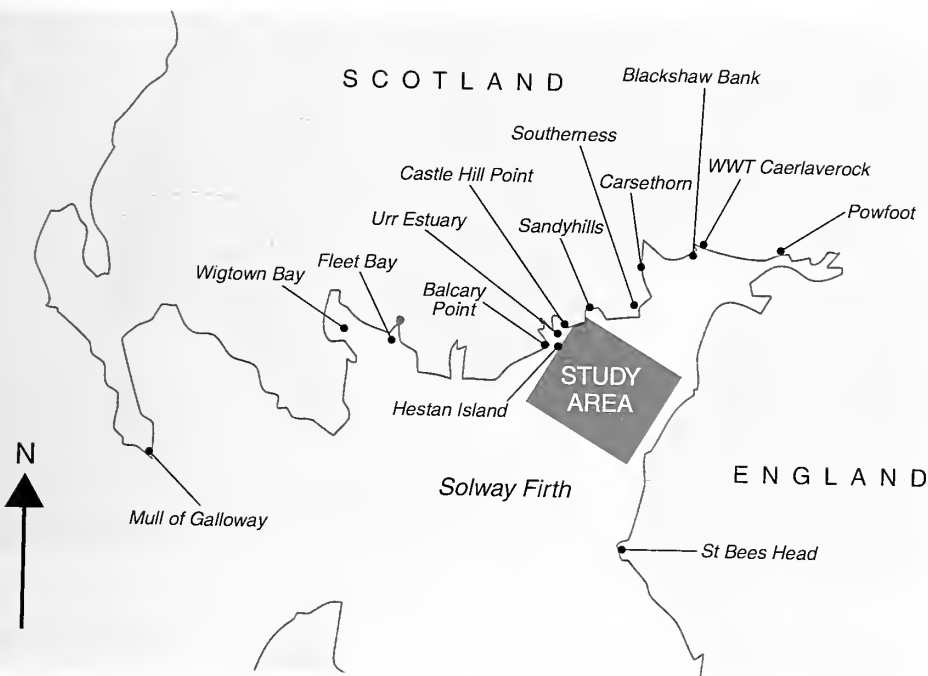 SCOTLAND
Blackshaw Bank
Southerness
WWT Caerlaverock
Castle Hill Point
Carsethorn
Powfoot
Urr Estuary
Sandyhills
Fleet Bay
Wigtown Bay
Balcary
Point
STUDY
AREA
Hestan Island
N
Solway Firth
ENGLAND
Mull of Galloway
St Bees Head